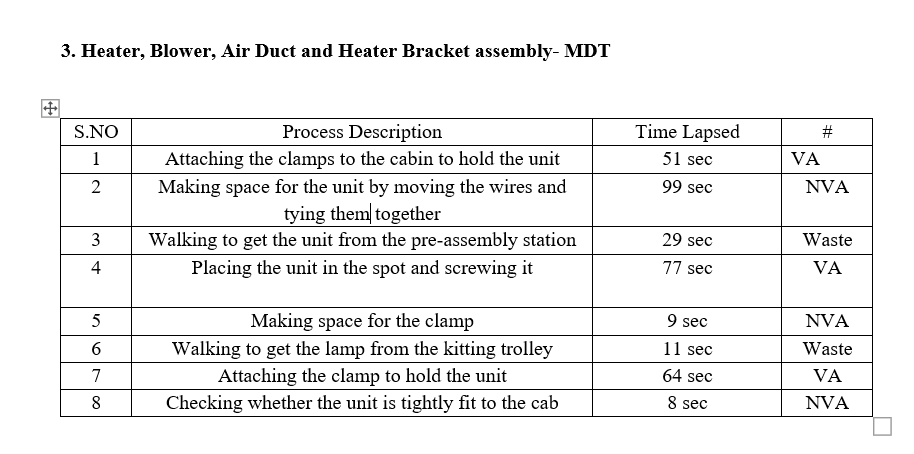 3. Heater, Blower, Air Duct and Heater Bracket assembly- MDT
S.NO Process Description Time Lapsed #
1 Attaching the clamps to the cabin to hold the unit 51 sec VA
2 Making space for the unit by moving the wires and 99 sec NVA
tying them together
3 Walking to get the unit from the pre-assembly station 29 sec Waste
4 Placing the unit in the spot and screwing it 77 sec VA
5 Making space for the clamp 9 sec NVA
6 Walking to get the lamp from the kitting trolley 11 sec Waste
7 Attaching the clamp to hold the unit 64 sec VA
8 Checking whether the unit is tightly fit to the cab 8 sec NVA